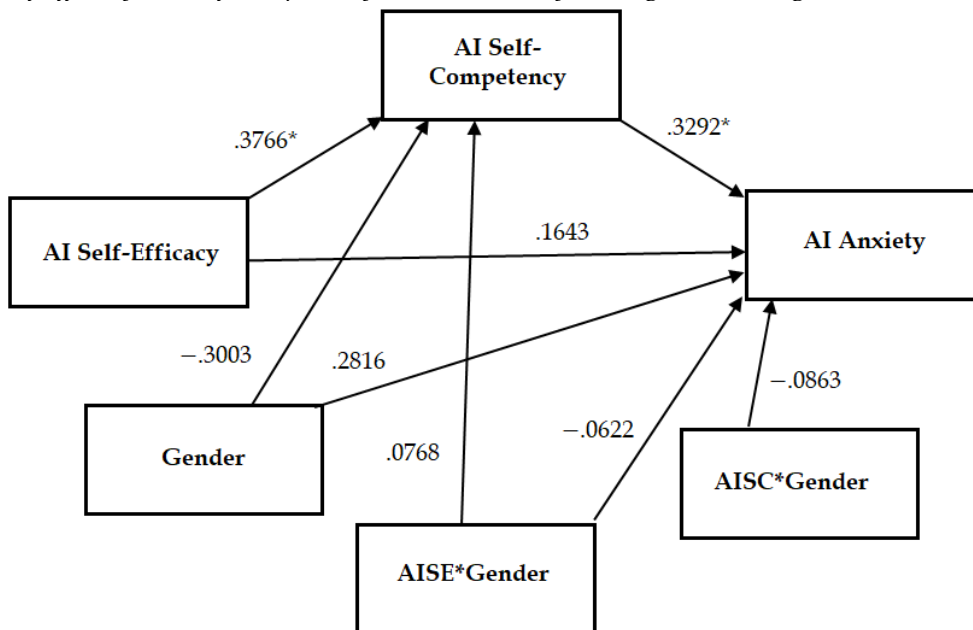 AI Self-
Competency
.3766*
.3292*
AI Self-Efficacy
.1643
AI Anxiety
−.3003
.2816
−.0863
Gender
.0768
−.0622
AISC*Gender
AISE*Gender